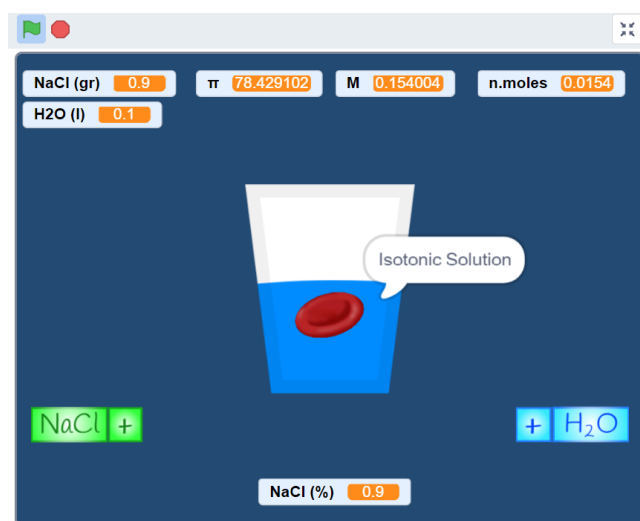 NaCl (gr) 0.9 π 78.429102 M 0.154004 n.moles 0.0154
H2O (l) 0.1
Isotonic Solution
NaCl + + H₂O
NaCl (%) 0.9